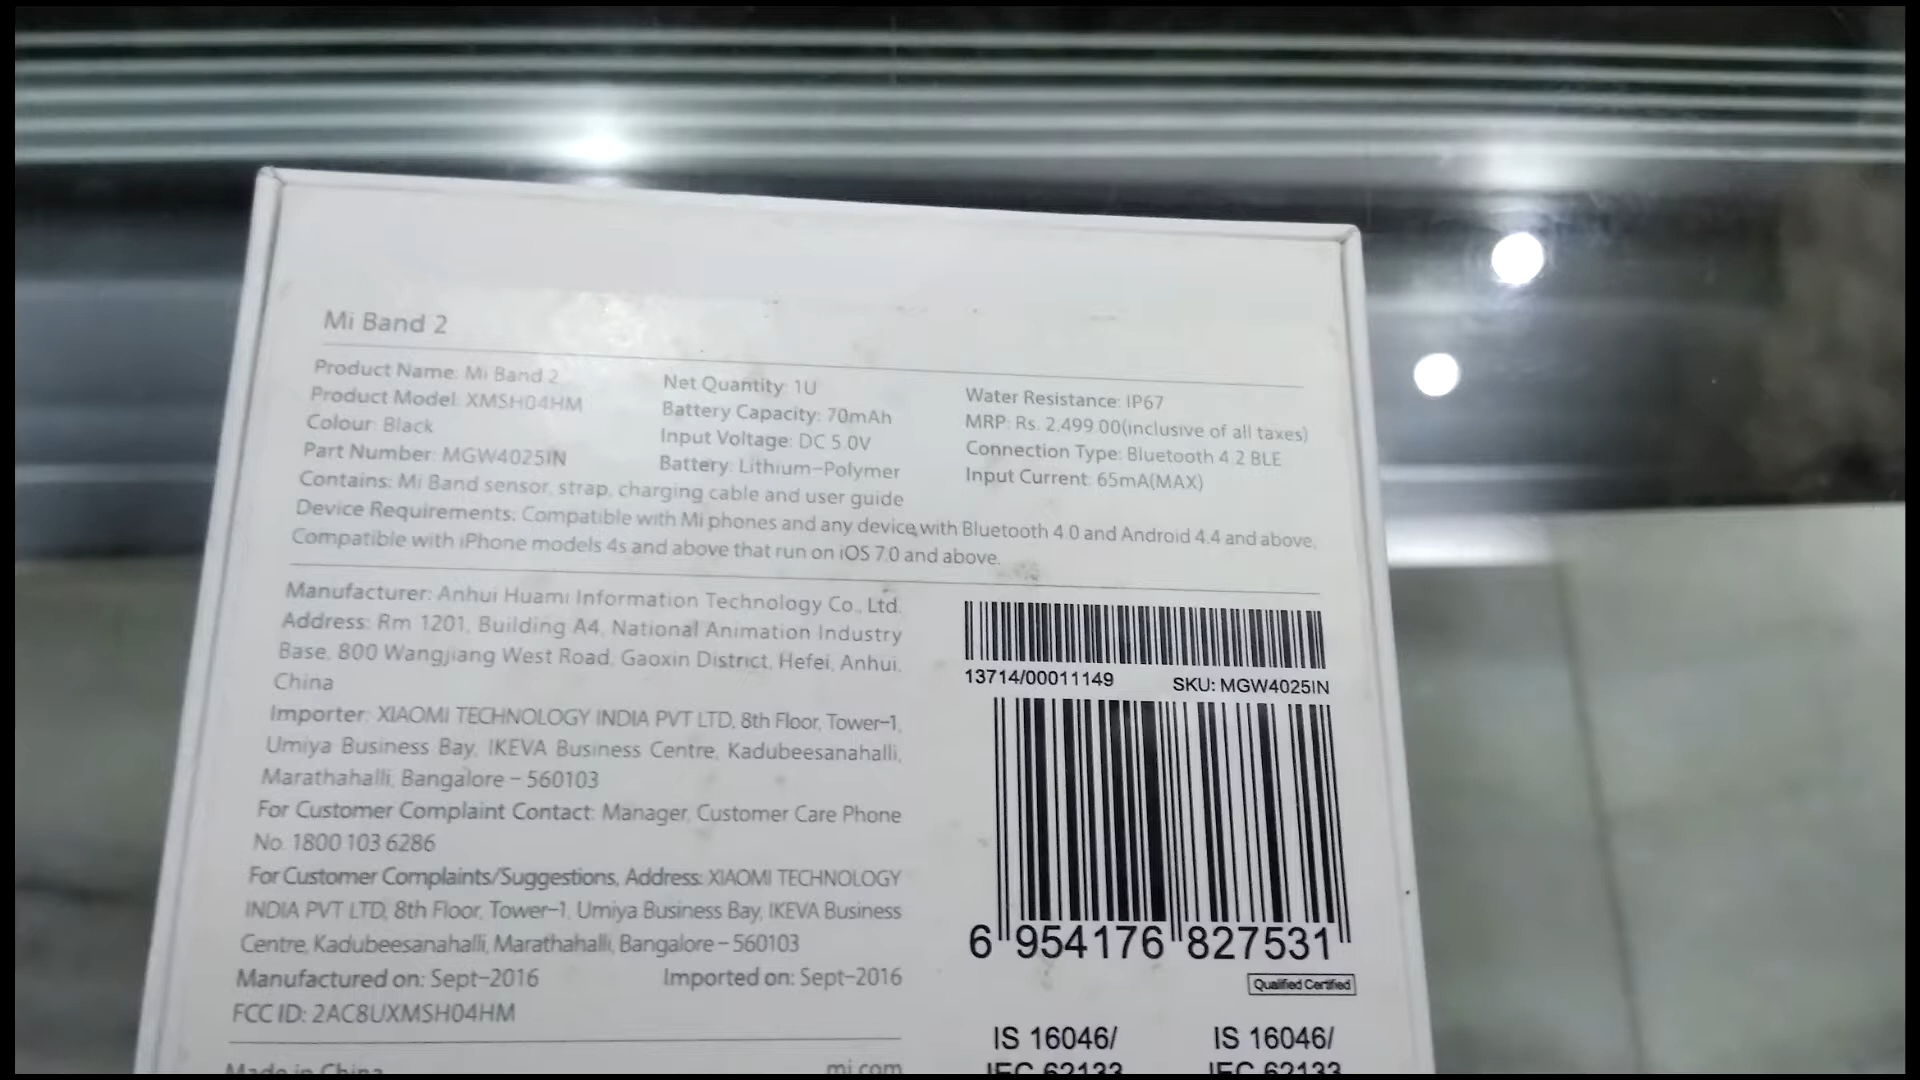 Mi Band 2
Product Name: Mi Band 2
Product Model: XMSH04HM
Colour: Black
Part Number: MGW4025IN
Net Quantity: 1U
Battery Capacity: 70mAh
Input Voltage: DC 5.0V
Battery: Lithium-Polymer
Water Resistance: IP67
MRP: Rs. 2,499.00(inclusive of all taxes)
Connection Type: Bluetooth 4.2 BLE
Input Current: 65mA(MAX)
Contains: Mi Band sensor, strap, charging cable and user guide
Device Requirements: Compatible with Mi phones and any device with Bluetooth 4.0 and Android 4.4 and above,
Compatible with iPhone models 4s and above that run on iOS 7.0 and above.
Manufacturer: Anhui Huami Information Technology Co., Ltd.
Address: Rm 1201, Building A4, National Animation Industry
Base, 800 Wangjiang West Road, Gaoxin District, Hefei, Anhui,
China
Importer: XIAOMI TECHNOLOGY INDIA PVT LTD, 8th Floor, Tower-1,
Umiya Business Bay, IKEVA Business Centre, Kadubeesanahalli,
Marathahalli, Bangalore - 560103
For Customer Complaint Contact: Manager, Customer Care Phone
No. 1800 103 6286
For Customer Complaints/Suggestions, Address: XIAOMI TECHNOLOGY
INDIA PVT LTD, 8th Floor, Tower-1, Umiya Business Bay, IKEVA Business
Centre, Kadubeesanahalli, Marathahalli, Bangalore - 560103
Manufactured on: Sept-2016
Imported on: Sept-2016
FCC ID: 2AC8UXMSH04HM
Made in China
mi.com
13714/00011149
SKU: MGW4025IN
6 954176 827531
Qualified Certified
IS 16046/
IEC 62133
IS 16046/
IEC 62133